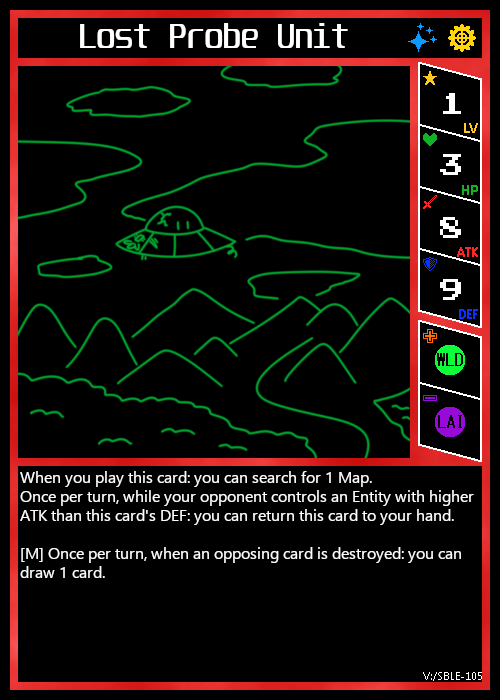 Lost Probe Unit
1
LV
3
HP
8
ATK
9
DEF
WLD
LAI
When you play this card: you can search for 1 Map.
Once per turn, while your opponent controls an Entity with higher
ATK than this card's DEF: you can return this card to your hand.
[M] Once per turn, when an opposing card is destroyed: you can
draw 1 card.
V:/SBLE-105